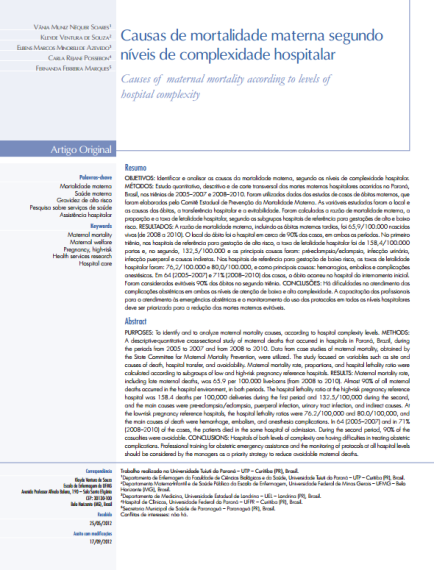 Vânia Muniz Néquer Soares¹
Kleyde Ventura de Souza²
Eliana Marcos Minorello de Azevedo³
Carla Rejane Possebon⁴
Fernanda Ferreira Marques⁵
Causas de mortalidade materna segundo
níveis de complexidade hospitalar
Causes of maternal mortality according to levels of
hospital complexity
Artigo Original
Palavras-chave
Mortalidade materna
Saúde materna
Gravidez de alto risco
Pesquisa sobre serviços de saúde
Assistência hospitalar
Keywords
Maternal mortality
Maternal welfare
Pregnancy, high-risk
Health services research
Hospital care
Resumo
OBJETIVOS: Identificar e analisar as causas da mortalidade materna, segundo os níveis de complexidade hospitalar.
MÉTODOS: Estudo quantitativo, descritivo e de corte transversal das mortes maternas hospitalares ocorridas no Paraná,
Brasil, nos triênios de 2005–2007 e 2008–2010. Foram utilizados dados dos estudos de casos de óbitos maternos, que
foram elaborados pelo Comitê Estadual de Prevenção da Mortalidade Materna. As variáveis estudadas foram o local e
as causas dos óbitos, a transferência hospitalar e a evitabilidade. Foram calculadas a razão de mortalidade materna, a
proporção e a taxa de letalidade hospitalar, segundo os subgrupos hospitais de referência para gestações de alto e baixo
risco. RESULTADOS: A razão de mortalidade materna, incluindo os óbitos maternos tardios, foi 65,9/100.000 nascidos
vivos (de 2008 a 2010). O local do óbito foi o hospital em cerca de 90% dos casos, em ambos os períodos. No primeiro
triênio, nos hospitais de referência para gestação de alto risco, a taxa de letalidade hospitalar foi de 158,4/100.000
partos e, no segundo, 132,5/100.000 e as principais causas foram: pré-eclâmpsia/eclâmpsia, infecção urinária,
infecção puerperal e causas indiretas. Nos hospitais de referência para baixo risco, as taxas de letalidade
hospitalar foram: 76,2/100.000 e 80,0/100.000, e como principais causas: hemorragias, embolias e complicações
anestésicas. Em 64 (2005-2007) e 71% (2008-2010) dos casos, o óbito ocorreu no hospital do internamento inicial.
Foram considerados evitáveis 90% dos óbitos no segundo triênio. CONCLUSÕES: Há dificuldades no atendimento das
complicações obstétricas em ambos os níveis de atenção de baixa e alta complexidade. A capacitação dos profissionais
para o atendimento às emergências obstétricas e o monitoramento do uso dos protocolos em todos os níveis hospitalares
deve ser priorizado para a redução das mortes maternas evitáveis.
Abstract
PURPOSES: To identify and to analyze maternal mortality causes, according to hospital complexity levels. METHODS:
A descriptive-quantitative cross-sectional study of maternal deaths that occurred in hospitals in Paraná, Brazil, during
the periods from 2005 to 2007 and from 2008 to 2010. Data from case studies of maternal mortality, obtained by
the State Committee for Maternal Mortality Prevention, were utilized. The study focused on variables such as site and
causes of death, hospital transfer, and avoidability. Maternal mortality rate, proportions, and hospital lethality ratio were
calculated according to subgroups of low and high-risk pregnancy reference hospitals. RESULTS: Maternal mortality rate,
including late maternal deaths, was 65.9 per 100.000 live-borns (from 2008 to 2010). Almost 90% of all maternal
deaths occurred in the hospital environment, in both periods. The hospital lethality ratio at the high-risk pregnancy reference
hospital was 158.4 deaths per 100,000 deliveries during the first period and 132.5/100,000 during the second,
and the main causes were pre-eclampsia/eclampsia, puerperal infection, urinary tract infection, and indirect causes. At
the low-risk pregnancy reference hospitals, the hospital lethality ratios were 76.2/100,000 and 80.0/100,000, and
the main causes of death were hemorrhage, embolism, and anesthesia complications. In 64 (2005-2007) and in 71%
(2008-2010) of the cases, the patients died in the same hospital of admission. During the second period, 90% of the
casualties were avoidable. CONCLUSIONS: Hospitals of both levels of complexity are having difficulties in treating obstetric
complications. Professional training for obstetric emergency assistance and the monitoring of protocols at all hospital levels
should be considered by the managers as a priority strategy to reduce avoidable maternal deaths.
Correspondência
Kleyde Ventura de Souza
Escola de Enfermagem da UFMG
Avenida Professor Alfredo Balena, 190 – Sala Santa Efigênia
CEP: 30130-100
Belo Horizonte (MG), Brasil
Recebido
25/05/2012
Aceito com modificações
17/09/2012
Trabalho realizado na Universidade Tuiuti do Paraná – UTP – Curitiba (PR), Brasil.
¹Departamento de Enfermagem da Faculdade de Ciências Biológicas e da Saúde, Universidade Tuiuti do Paraná – UTP – Curitiba (PR), Brasil.
²Departamento Materno-Infantil e de Saúde Pública da Escola de Enfermagem, Universidade Federal de Minas Gerais – UFMG – Belo
Horizonte (MG), Brasil.
³Departamento de Medicina, Universidade Estadual de Londrina – UEL – Londrina (PR), Brasil.
⁴Hospital de Clínicas, Universidade Federal do Paraná – UFPR – Curitiba (PR), Brasil.
⁵Secretaria Municipal de Saúde de Paranaguá – Paranaguá (PR), Brasil.
Conflitos de interesse: não há.